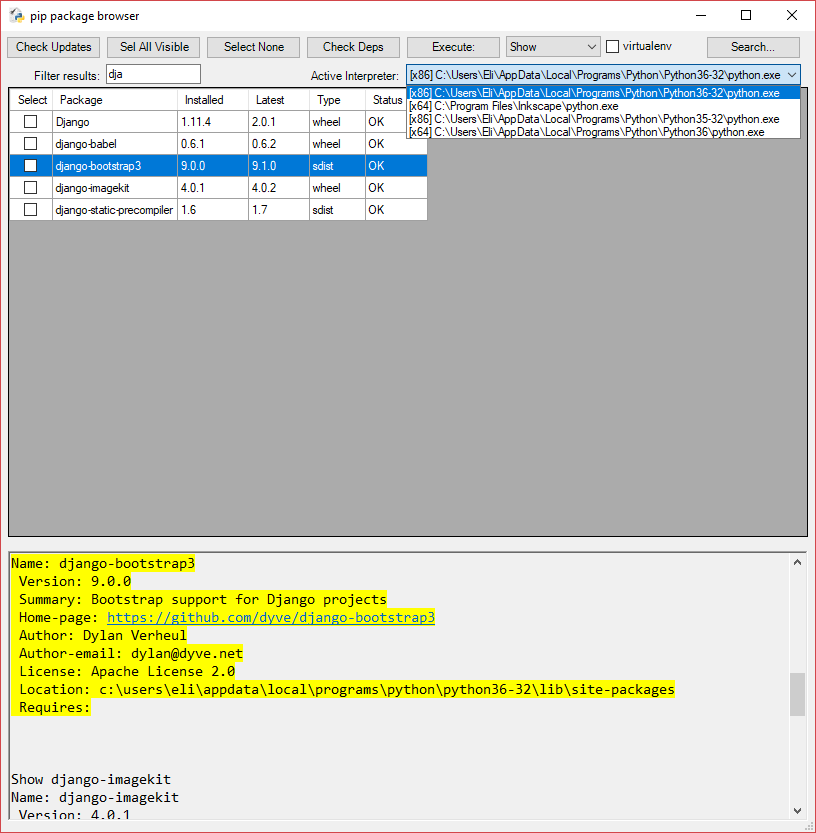 pip package browser
Check Updates Sel All Visible Select None Check Deps Execute: Show virtualenv Search...
Filter results: dja Active Interpreter: [x86] C:\Users\Eli\AppData\Local\Programs\Python\Python36-32\python.exe
[x86] C:\Users\Eli\AppData\Local\Programs\Python\Python36-32\python.exe
[x64] C:\Program Files\Inkscape\python.exe
[x86] C:\Users\Eli\AppData\Local\Programs\Python\Python35-32\python.exe
[x64] C:\Users\Eli\AppData\Local\Programs\Python\Python36\python.exe
Select Package Installed Latest Type Status
Django 1.11.4 2.0.1 wheel OK
django-babel 0.6.1 0.6.2 wheel OK
django-bootstrap3 9.0.0 9.1.0 sdist OK
django-imagekit 4.0.1 4.0.2 wheel OK
django-static-precompiler 1.6 1.7 sdist OK
Name: django-bootstrap3
Version: 9.0.0
Summary: Bootstrap support for Django projects
Home-page: https://github.com/dyve/django-bootstrap3
Author: Dylan Verheul
Author-email: dylan@dyve.net
License: Apache License 2.0
Location: c:\users\eli\appdata\local\programs\python\python36-32\lib\site-packages
Requires:
Show django-imagekit
Name: django-imagekit
Version: 4.0.1